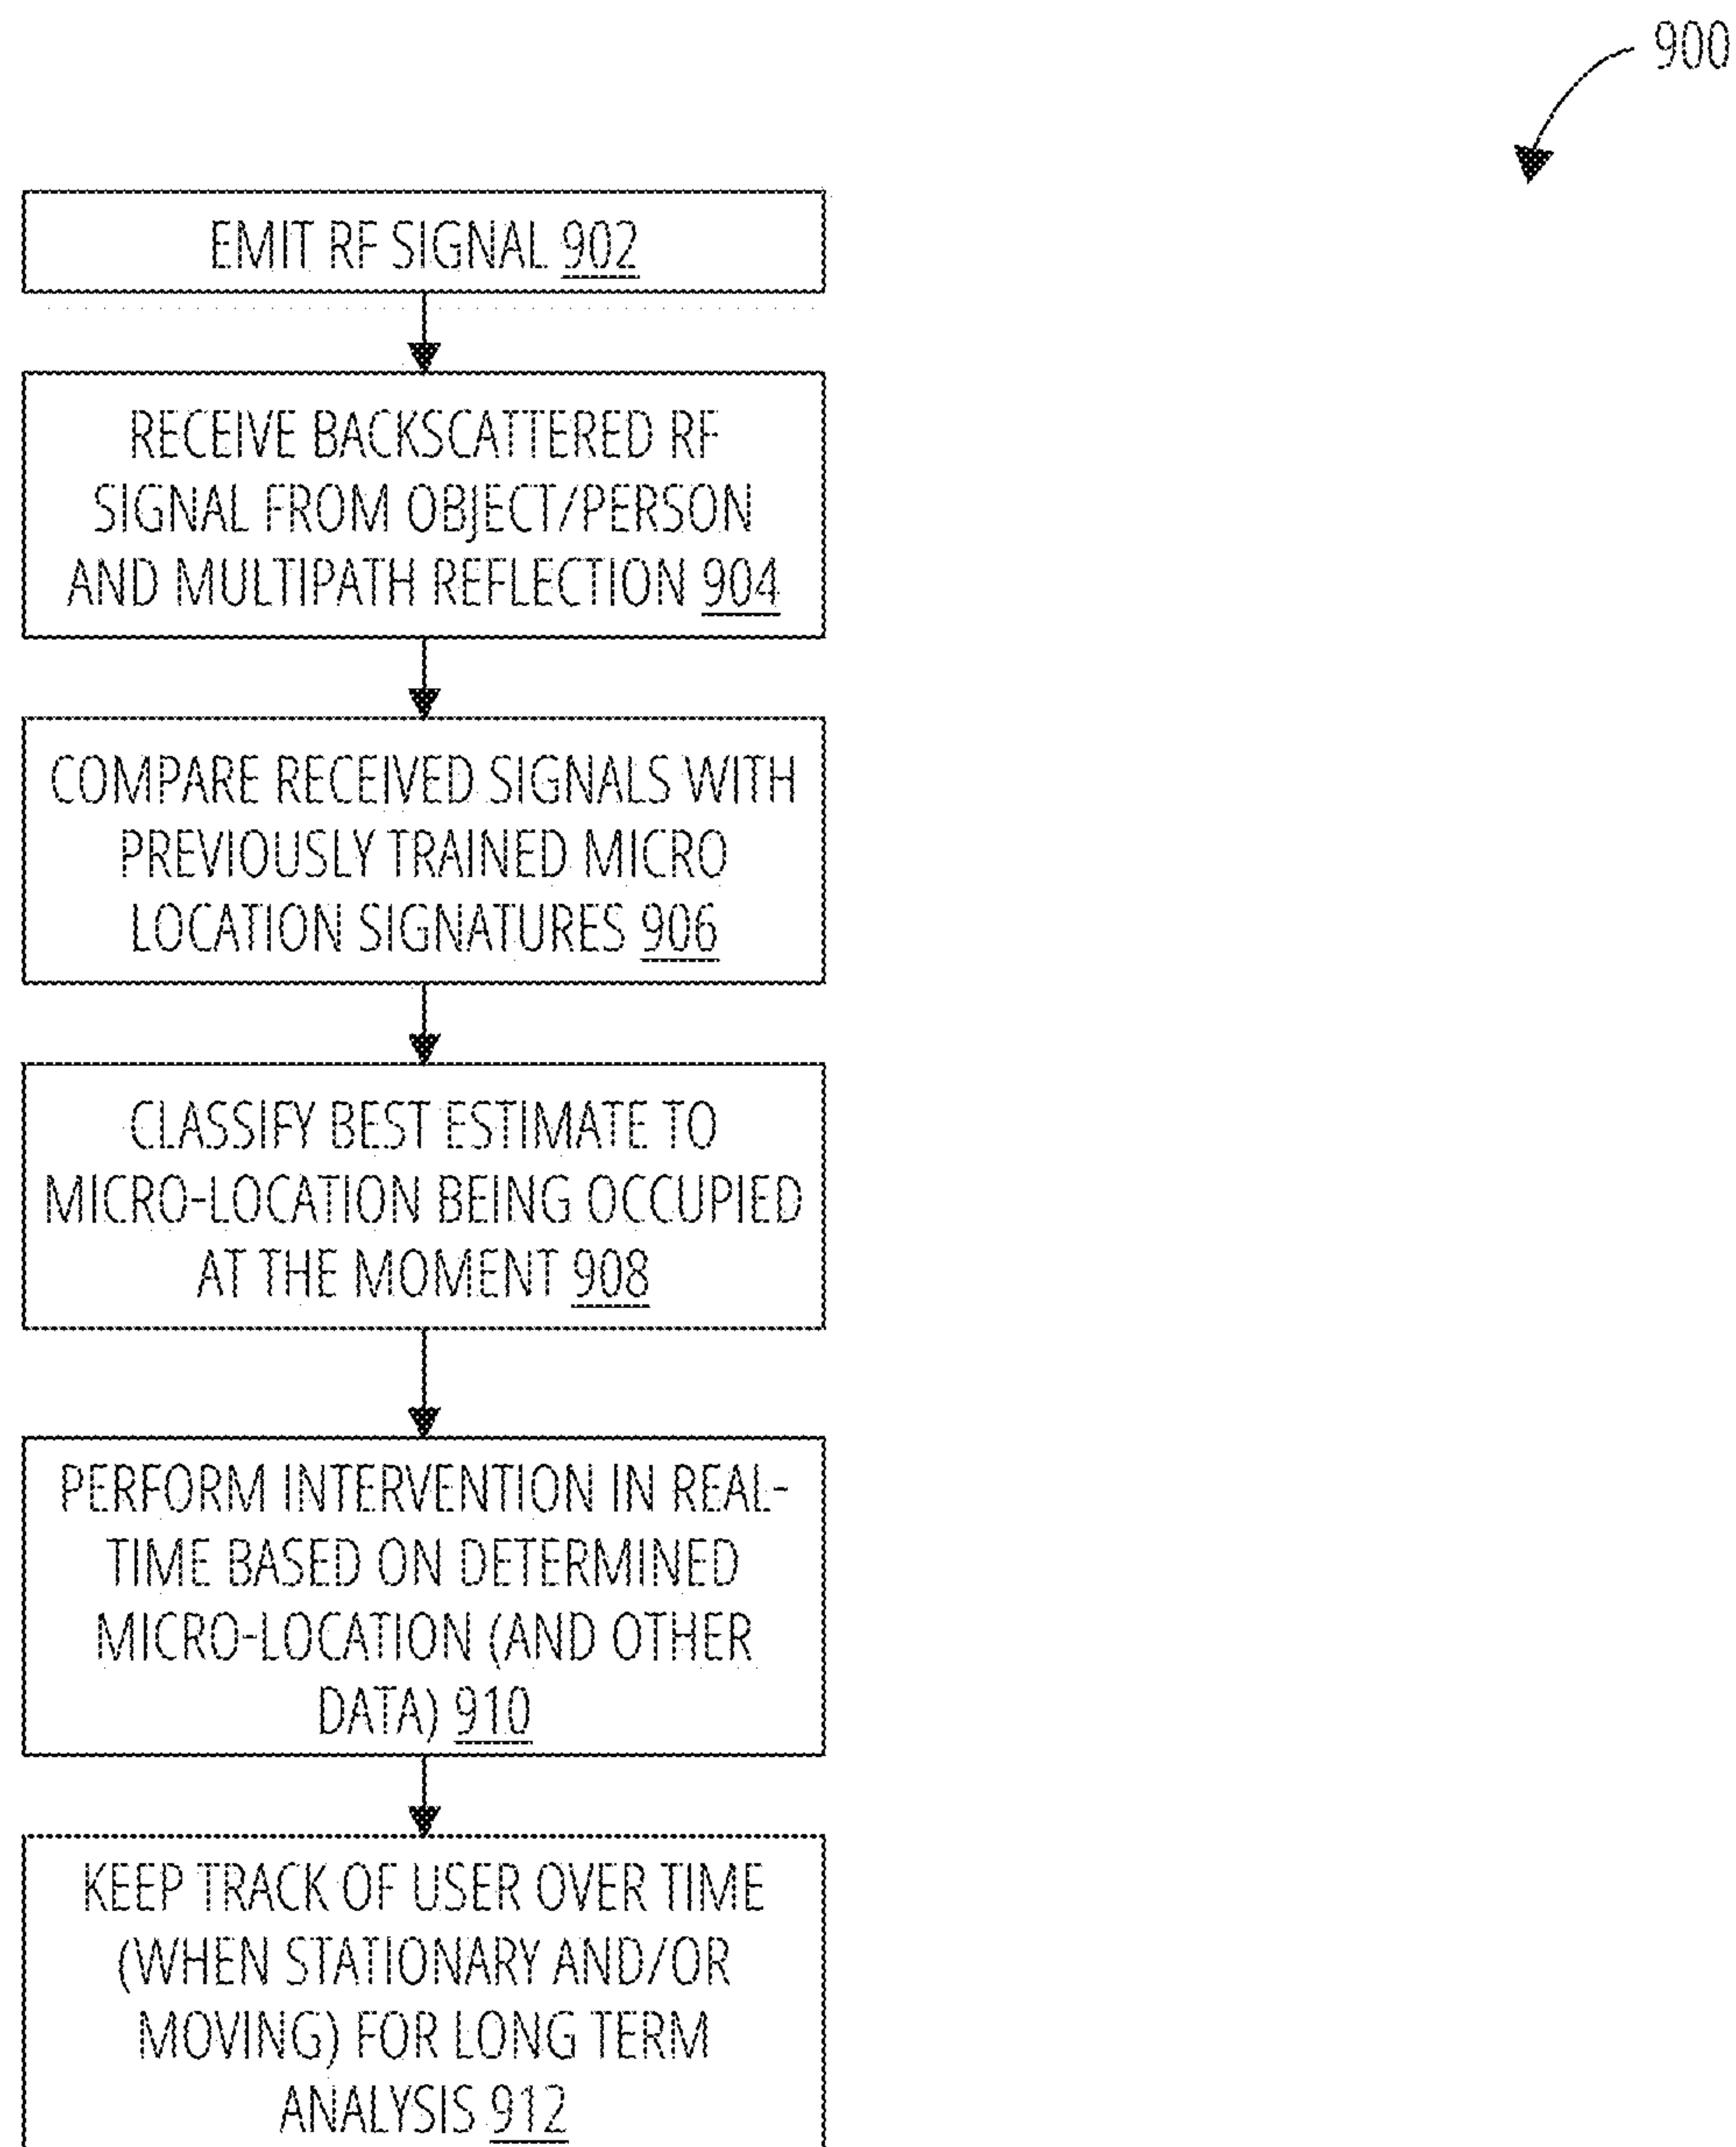 900
EMIT RF SIGNAL 902
RECEIVE BACKSCATTERED RF
SIGNAL FROM OBJECT/PERSON
AND MULTIPATH REFLECTION 904
COMPARE RECEIVED SIGNALS WITH
PREVIOUSLY TRAINED MICRO
LOCATION SIGNATURES 906
CLASSIFY BEST ESTIMATE TO
MICRO-LOCATION BEING OCCUPIED
AT THE MOMENT 908
PERFORM INTERVENTION IN REAL-
TIME BASED ON DETERMINED
MICRO-LOCATION (AND OTHER
DATA) 910
KEEP TRACK OF USER OVER TIME
(WHEN STATIONARY AND/OR
MOVING) FOR LONG TERM
ANALYSIS 912